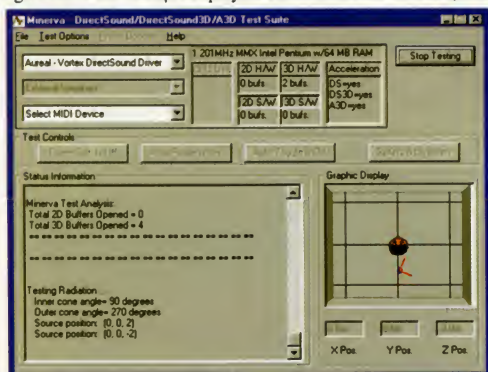 Minerva DirectSound/DirectSound3D/A3D Test Suite
File Test Options Help
Aureal - Vortex DirectSound Driver
Select MIDI Device
1 201MHz MMX Intel Pentium w/64 MB RAM
2D H/W 3D H/W
0 bufs. 2 bufs.
2D S/W 3D S/W
0 bufs. 0 bufs.
Acceleration
DS=yes
DS3D=yes
A3D=yes
Stop Testing
Test Controls
Status Information
Minerva Test Analysis:
Total 2D Buffers Opened = 0
Total 3D Buffers Opened = 4
Testing Radiation
Inner cone angle= 90 degrees
Outer cone angle= 270 degrees
Source position: (0, 0, 2)
Source position: (0, 0, -2)
Graphic Display
X Pos. Y Pos. Z Pos.